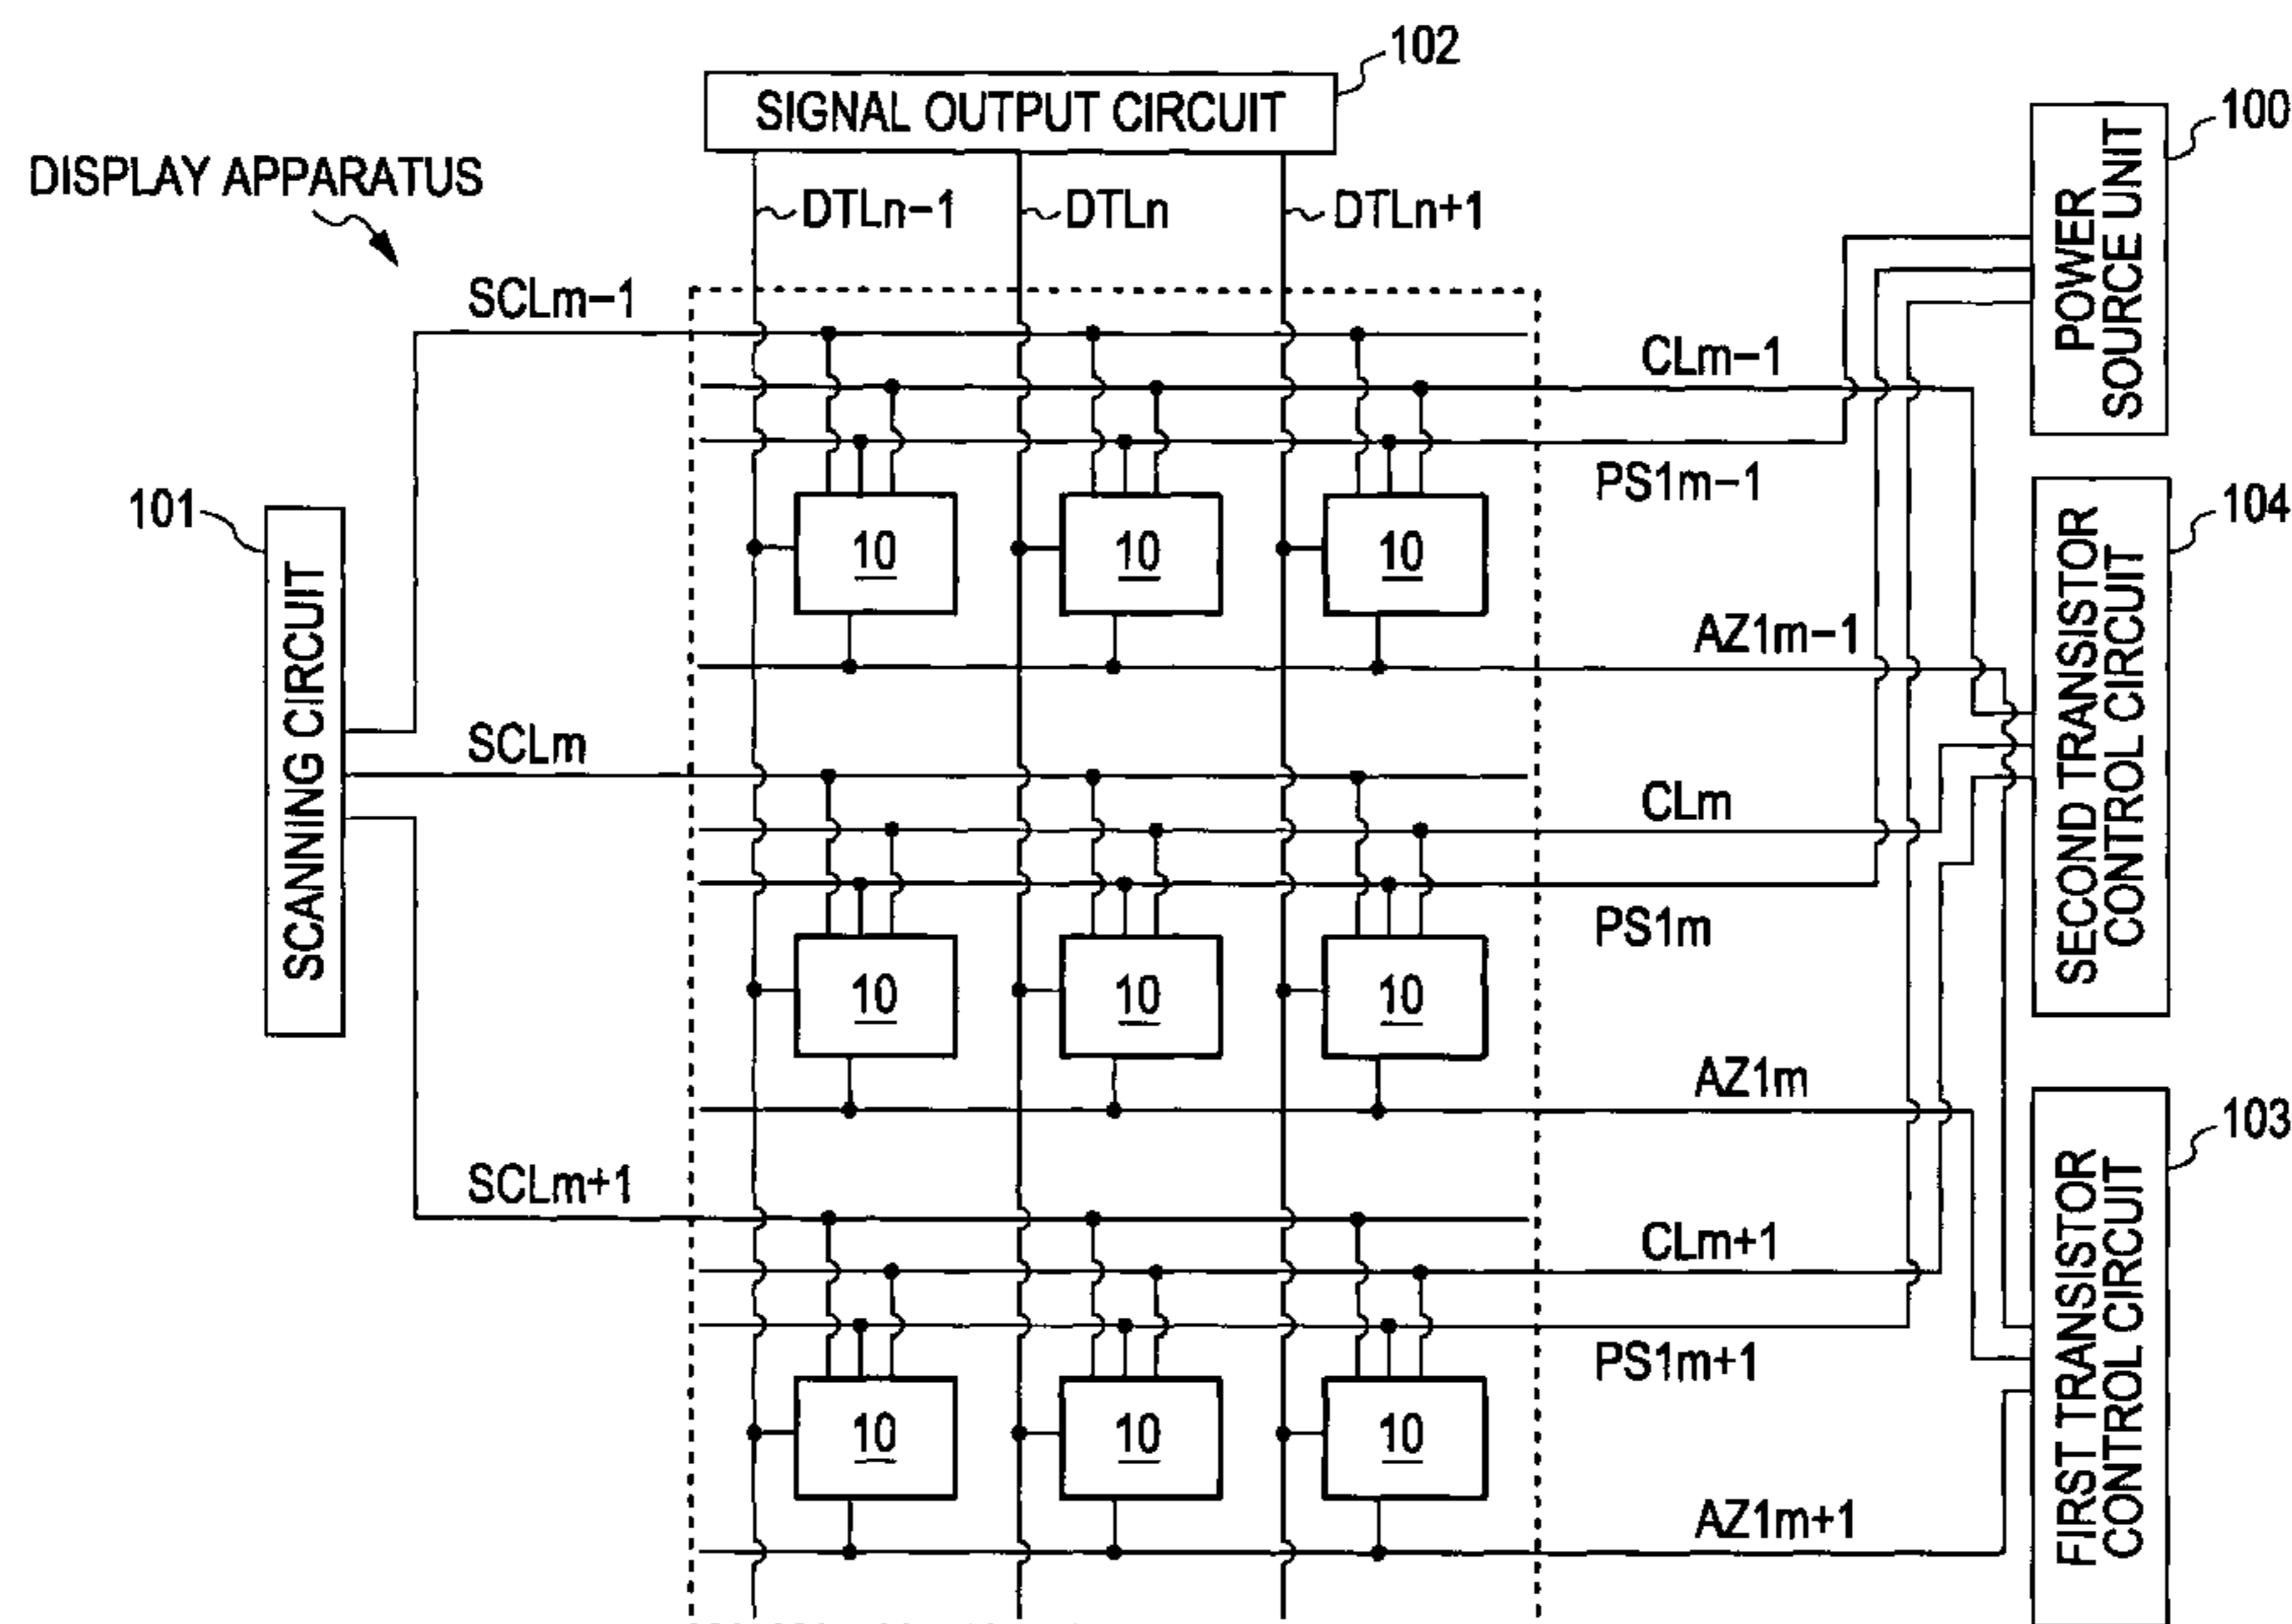 102
SIGNAL OUTPUT CIRCUIT
100
POWER
SOURCE UNIT
DISPLAY APPARATUS
DTLn−1
DTLn
DTLn+1
SCLm−1
CLm−1
PS1m−1
101
SCANNING CIRCUIT
104
SECOND TRANSISTOR
CONTROL CIRCUIT
10
10
10
AZ1m−1
SCLm
CLm
PS1m
10
10
10
AZ1m
103
FIRST TRANSISTOR
CONTROL CIRCUIT
SCLm+1
CLm+1
PS1m+1
10
10
10
AZ1m+1